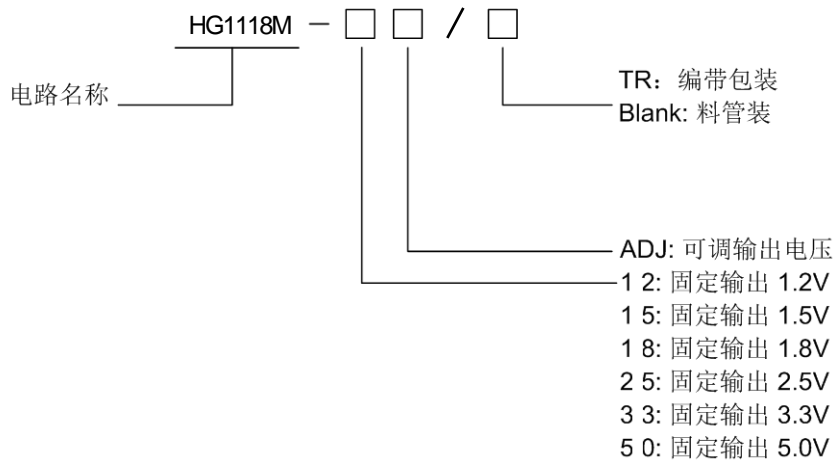 HG1118M - □ □ / □
电路名称
TR：编带包装
Blank: 料管装
ADJ: 可调输出电压
1 2: 固定输出 1.2V
1 5: 固定输出 1.5V
1 8: 固定输出 1.8V
2 5: 固定输出 2.5V
3 3: 固定输出 3.3V
5 0: 固定输出 5.0V